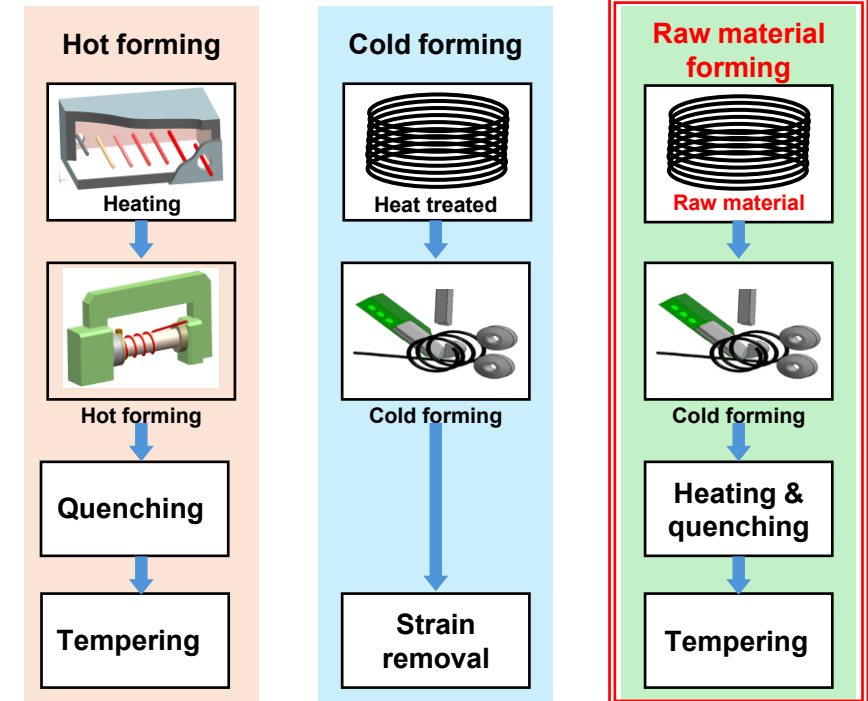 Hot forming
Heating
Hot forming
Quenching
Tempering
Cold forming
Heat treated
Cold forming
Strain
removal
Raw material
forming
Raw material
Cold forming
Heating &
quenching
Tempering